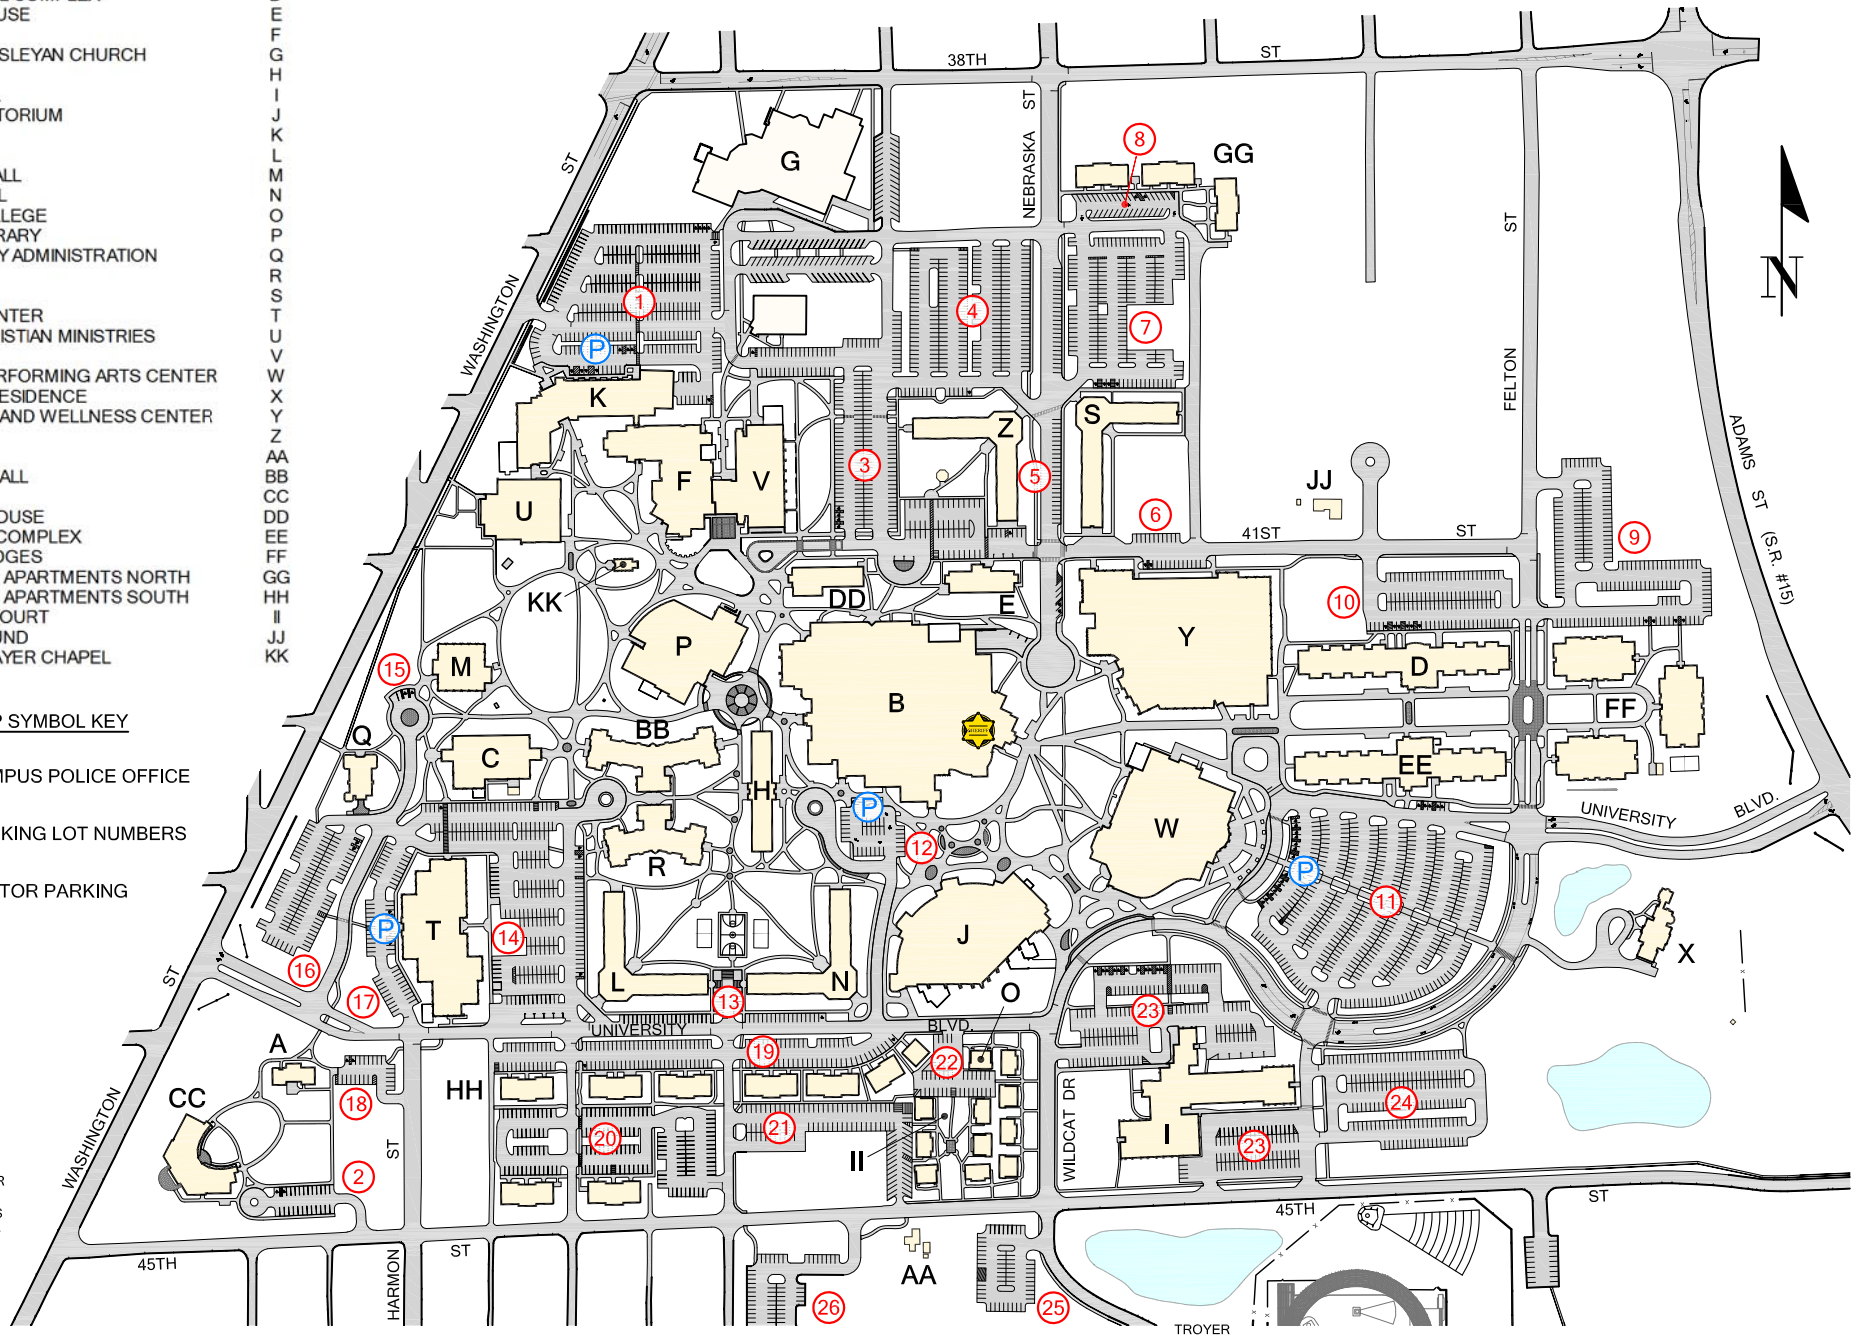 E
F
SLEYAN CHURCH G
H
I
TORIUM J
K
L
ALL M
N
LLEGE O
RARY P
Y ADMINISTRATION Q
R
S
NTER T
ISTIAN MINISTRIES U
V
RFORMING ARTS CENTER W
ESIDENCE X
AND WELLNESS CENTER Y
Z
AA
ALL BB
CC
OUSE DD
COMPLEX EE
DGES FF
APARTMENTS NORTH GG
APARTMENTS SOUTH HH
OURT II
UND JJ
AYER CHAPEL KK
P SYMBOL KEY
MPUS POLICE OFFICE
KING LOT NUMBERS
TOR PARKING
38TH ST
NEBRASKA ST
WASHINGTON ST
FELTON ST
ADAMS ST (S.R. #15)
N
G
8
GG
1
4
7
P
K
Z
S
3
5
F
V
U
6
JJ
41ST ST
9
KK
DD
E
10
P
Y
M
15
D
B
FF
Q
BB
C
H
EE
P
W
UNIVERSITY BLVD.
12
R
P
11
T
P
14
J
X
16
17
L
13
N
O
23
UNIVERSITY BLVD.
A
19
22
HH
CC
18
WASHINGTON ST
20
21
II
WILDCAT DR
I
23
24
2
HARMON ST
45TH ST
45TH ST
AA
26
25
TROYER